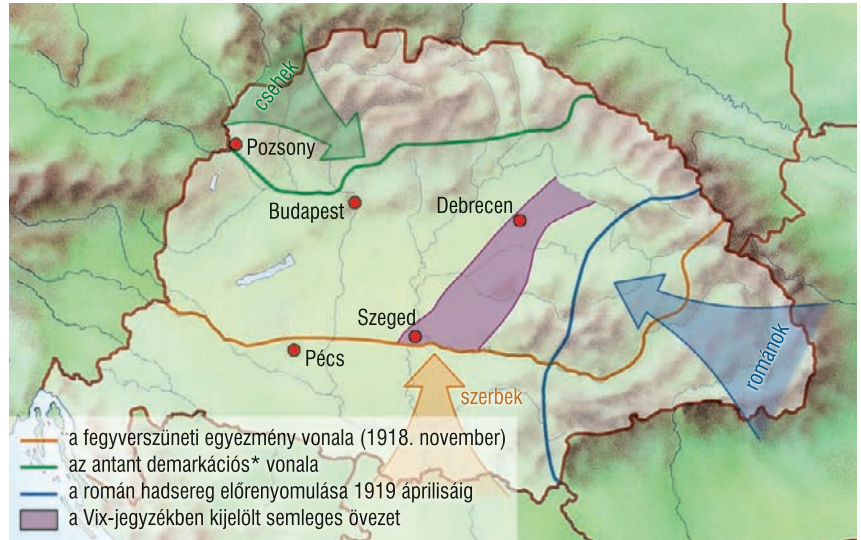 csehek
Pozsony
Budapest
Debrecen
Szeged
Pécs
szerbek
románok
a fegyverszüneti egyezmény vonala (1918. november)
az antant demarkációs* vonala
a román hadsereg előrenyomulása 1919 áprilisáig
a Vix-jegyzékben kijelölt semleges övezet